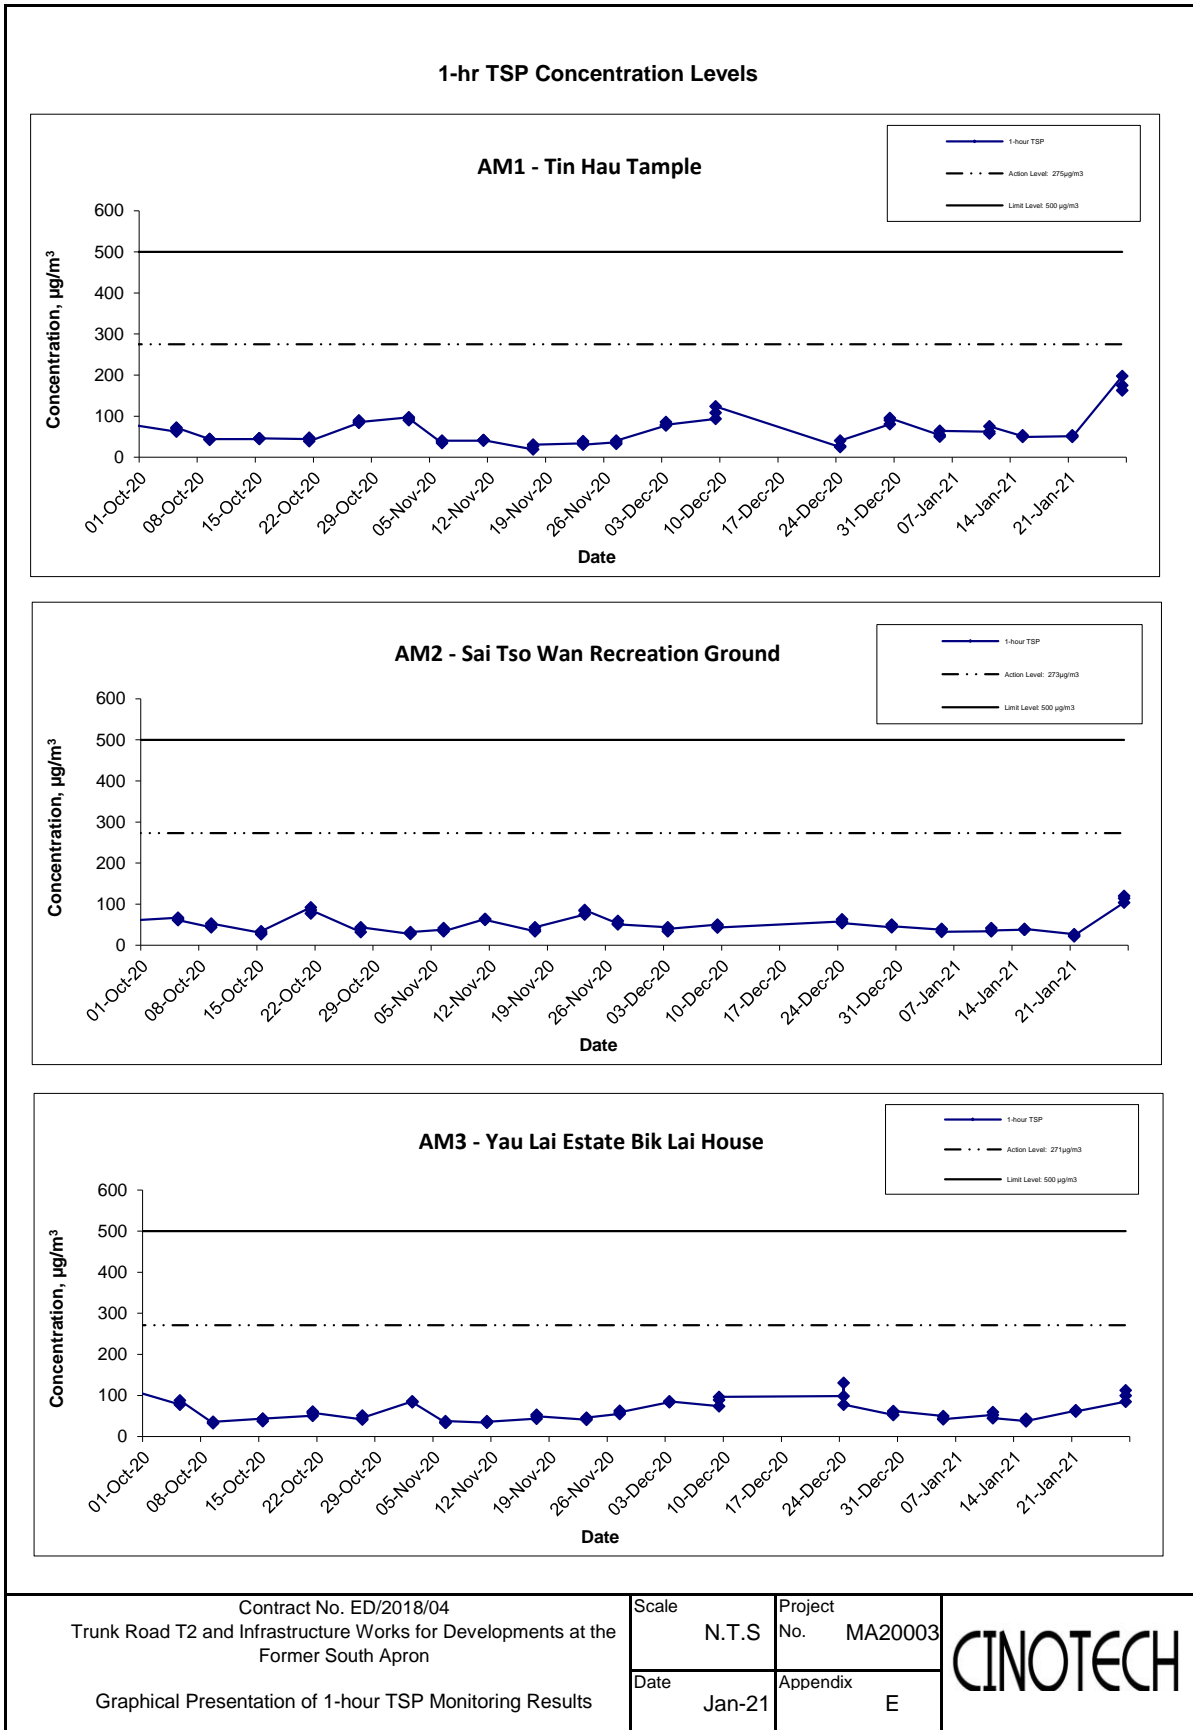 1-hr TSP Concentration Levels
AM1 - Tin Hau Tample
1-hour TSP
Action Level: 275µg/m3
Limit Level: 500 µg/m3
Concentration, µg/m³
600
500
400
300
200
100
0
01-Oct-20
08-Oct-20
15-Oct-20
22-Oct-20
29-Oct-20
05-Nov-20
12-Nov-20
19-Nov-20
26-Nov-20
03-Dec-20
10-Dec-20
17-Dec-20
24-Dec-20
31-Dec-20
07-Jan-21
14-Jan-21
21-Jan-21
Date
AM2 - Sai Tso Wan Recreation Ground
1-hour TSP
Action Level: 273µg/m3
Limit Level: 500 µg/m3
Concentration, µg/m³
600
500
400
300
200
100
0
01-Oct-20
08-Oct-20
15-Oct-20
22-Oct-20
29-Oct-20
05-Nov-20
12-Nov-20
19-Nov-20
26-Nov-20
03-Dec-20
10-Dec-20
17-Dec-20
24-Dec-20
31-Dec-20
07-Jan-21
14-Jan-21
21-Jan-21
Date
AM3 - Yau Lai Estate Bik Lai House
1-hour TSP
Action Level: 271µg/m3
Limit Level: 500 µg/m3
Concentration, µg/m³
600
500
400
300
200
100
0
01-Oct-20
08-Oct-20
15-Oct-20
22-Oct-20
29-Oct-20
05-Nov-20
12-Nov-20
19-Nov-20
26-Nov-20
03-Dec-20
10-Dec-20
17-Dec-20
24-Dec-20
31-Dec-20
07-Jan-21
14-Jan-21
21-Jan-21
Date
Contract No. ED/2018/04
Trunk Road T2 and Infrastructure Works for Developments at the
Former South Apron
Graphical Presentation of 1-hour TSP Monitoring Results
Scale
N.T.S
Project
No. MA20003
Date
Jan-21
Appendix
E
CINOTECH